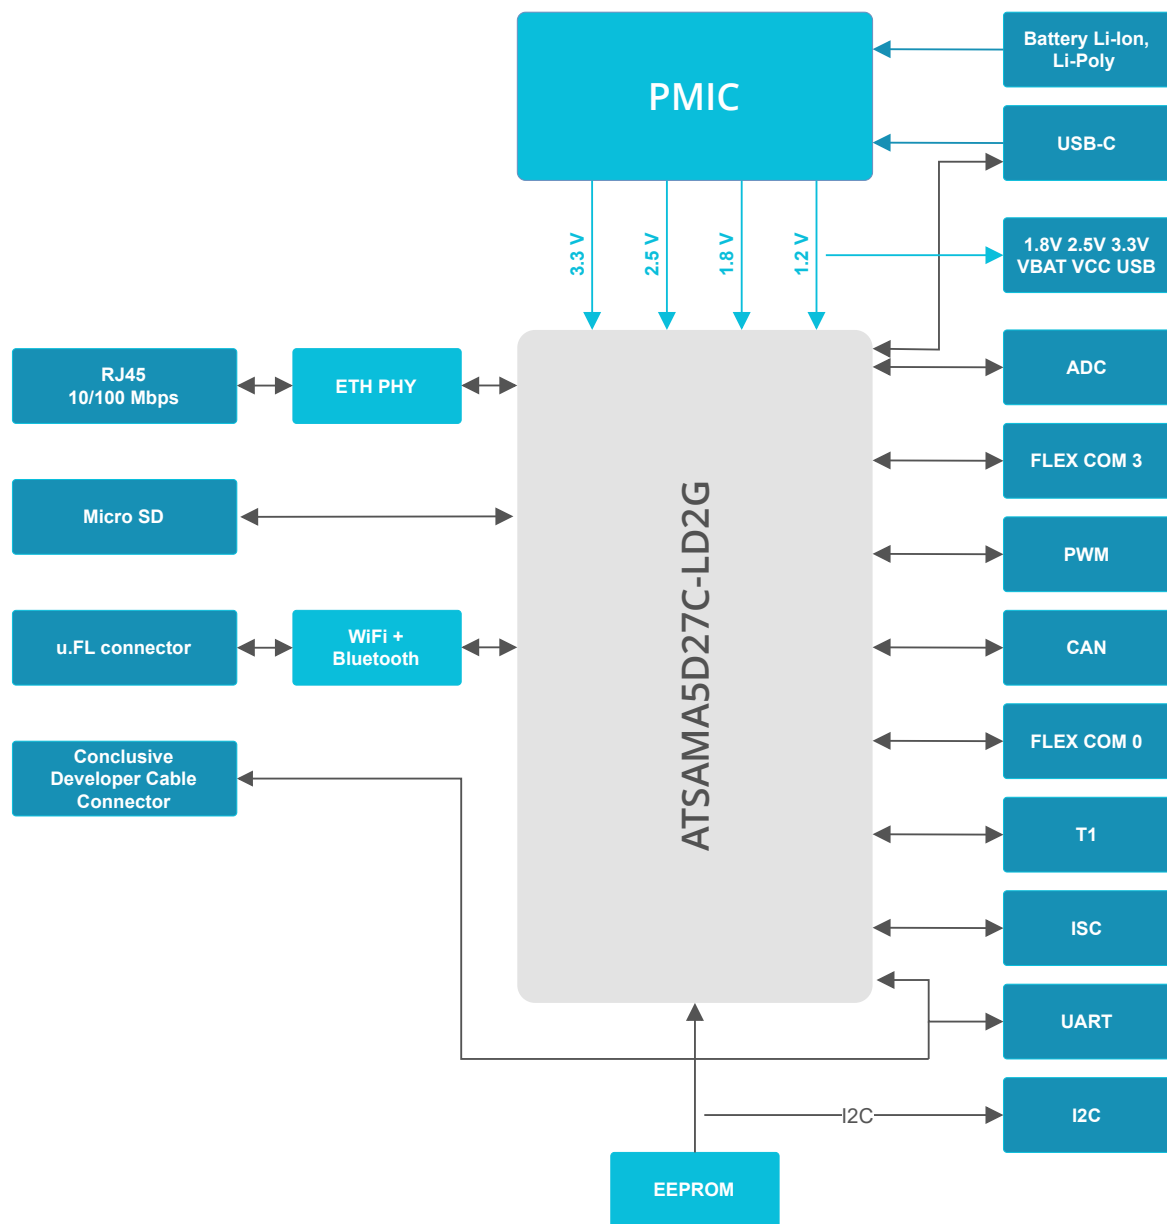 PMIC
Battery Li-Ion,
Li-Poly
USB-C
3.3 V
2.5 V
1.8 V
1.2 V
1.8V 2.5V 3.3V
VBAT VCC USB
RJ45
10/100 Mbps
ETH PHY
ADC
Micro SD
FLEX COM 3
ATSAMA5D27C-LD2G
PWM
u.FL connector
WiFi +
Bluetooth
CAN
Conclusive
Developer Cable
Connector
FLEX COM 0
T1
ISC
UART
I2C
I2C
EEPROM